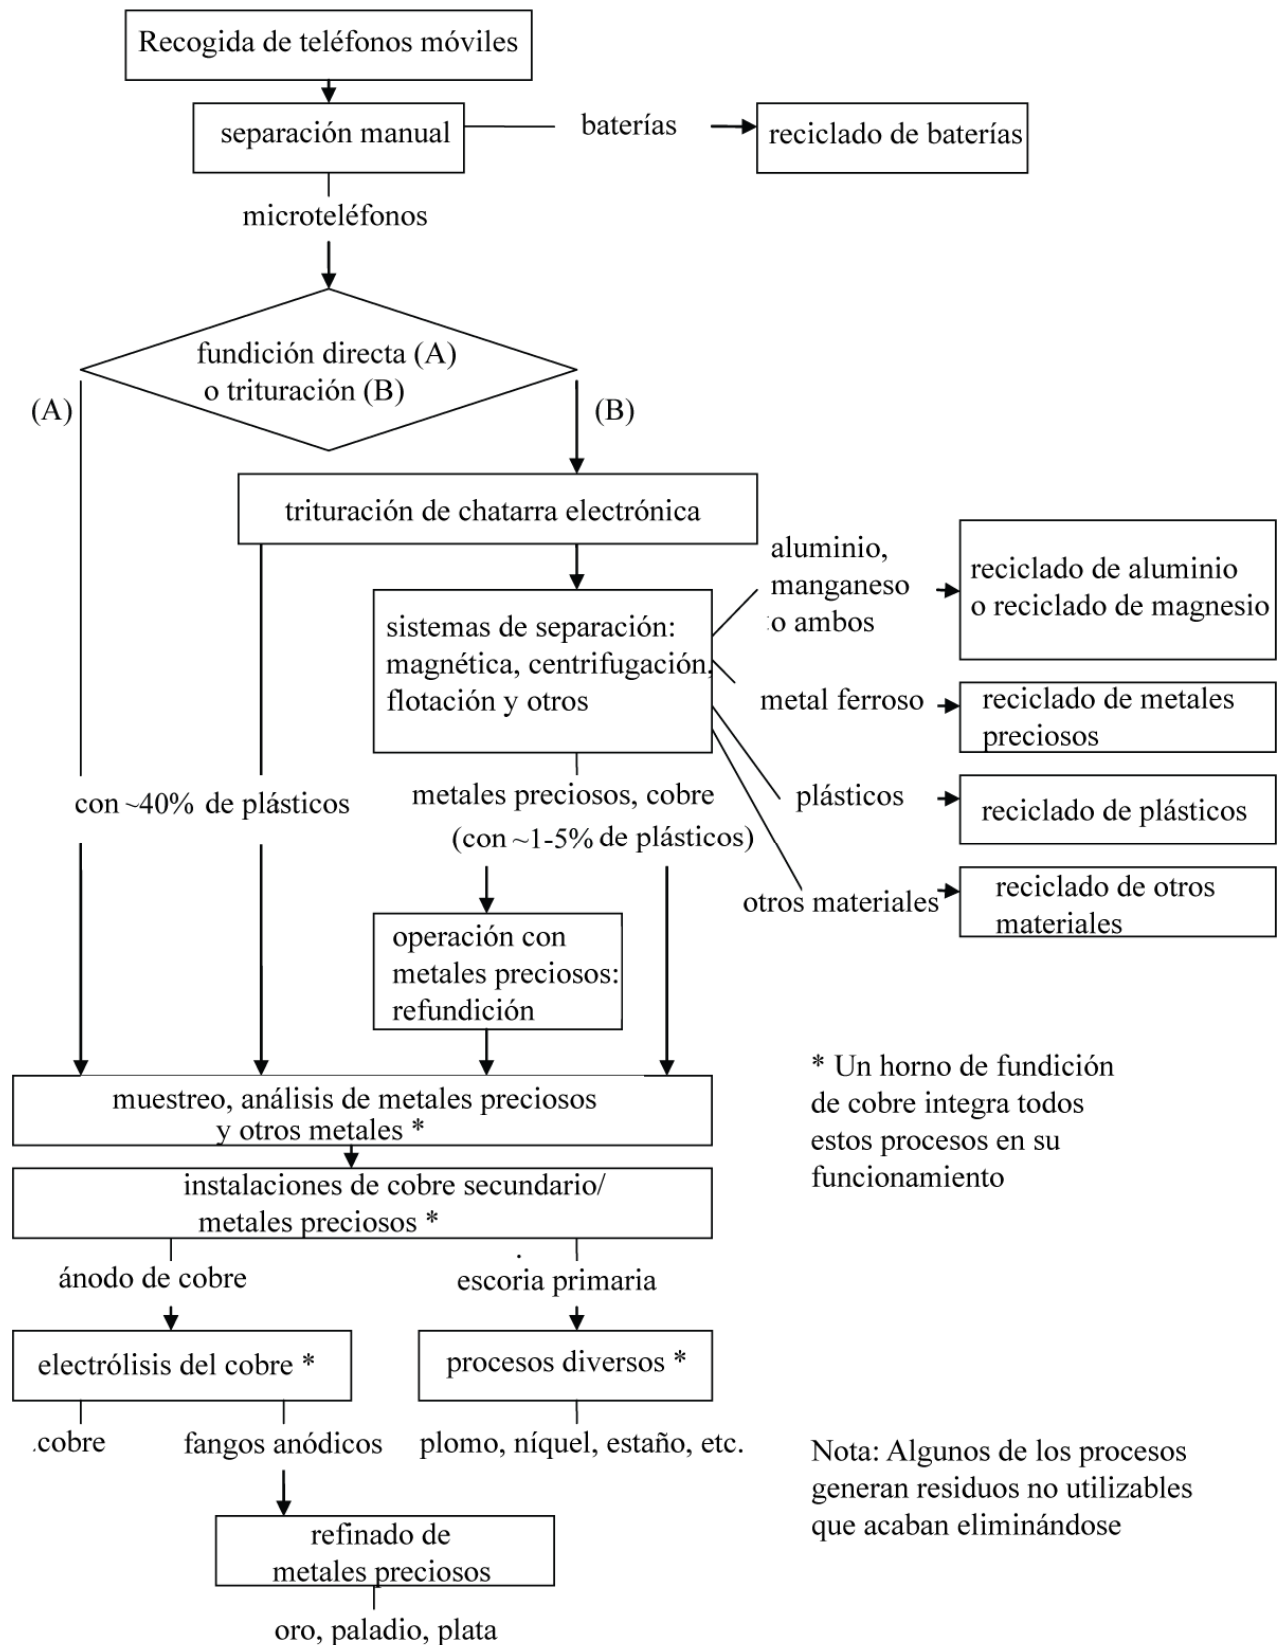 Recogida de teléfonos móviles
separación manual
baterías
reciclado de baterías
microteléfonos
fundición directa (A)
o trituración (B)
(A)
(B)
trituración de chatarra electrónica
aluminio,
manganeso
o ambos
reciclado de aluminio
o reciclado de magnesio
sistemas de separación:
magnética, centrifugación,
flotación y otros
metal ferroso
reciclado de metales
preciosos
con ~40% de plásticos
metales preciosos, cobre
(con ~1-5% de plásticos)
plásticos
reciclado de plásticos
otros materiales
reciclado de otros
materiales
operación con
metales preciosos:
refundición
* Un horno de fundición
de cobre integra todos
estos procesos en su
funcionamiento
muestreo, análisis de metales preciosos
y otros metales *
instalaciones de cobre secundario/
metales preciosos *
ánodo de cobre
escoria primaria
electrólisis del cobre *
procesos diversos *
cobre
fangos anódicos
plomo, níquel, estaño, etc.
Nota: Algunos de los procesos
generan residuos no utilizables
que acaban eliminándose
refinado de
metales preciosos
oro, paladio, plata